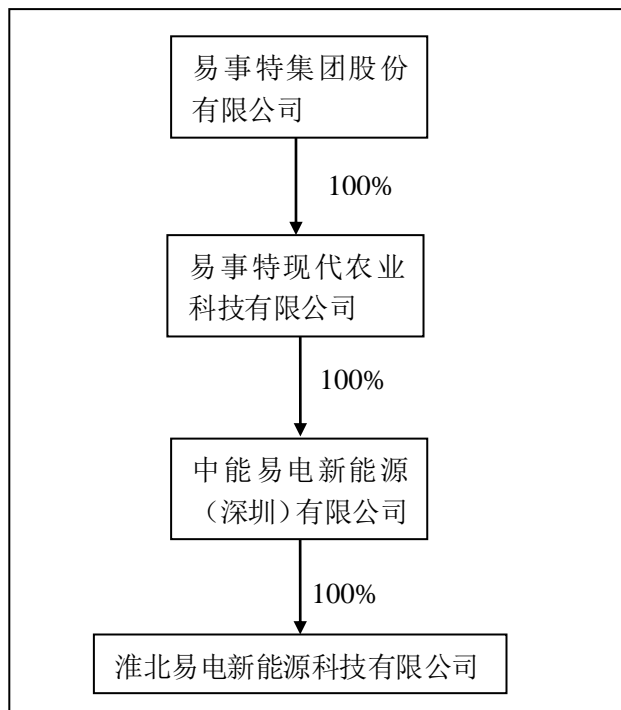 易事特集团股份
有限公司
100%
易事特现代农业
科技有限公司
100%
中能易电新能源
（深圳）有限公司
100%
淮北易电新能源科技有限公司